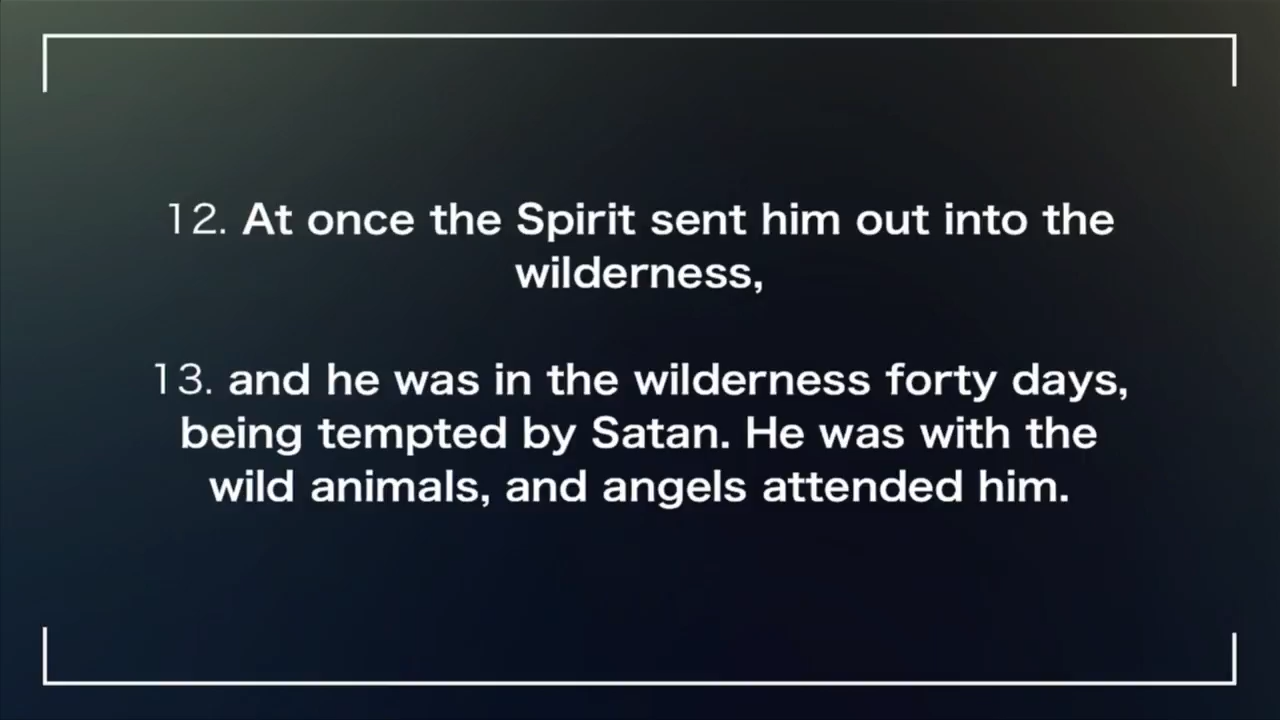 12. At once the Spirit sent him out into the
wilderness,
13. and he was in the wilderness forty days,
being tempted by Satan. He was with the
wild animals, and angels attended him.